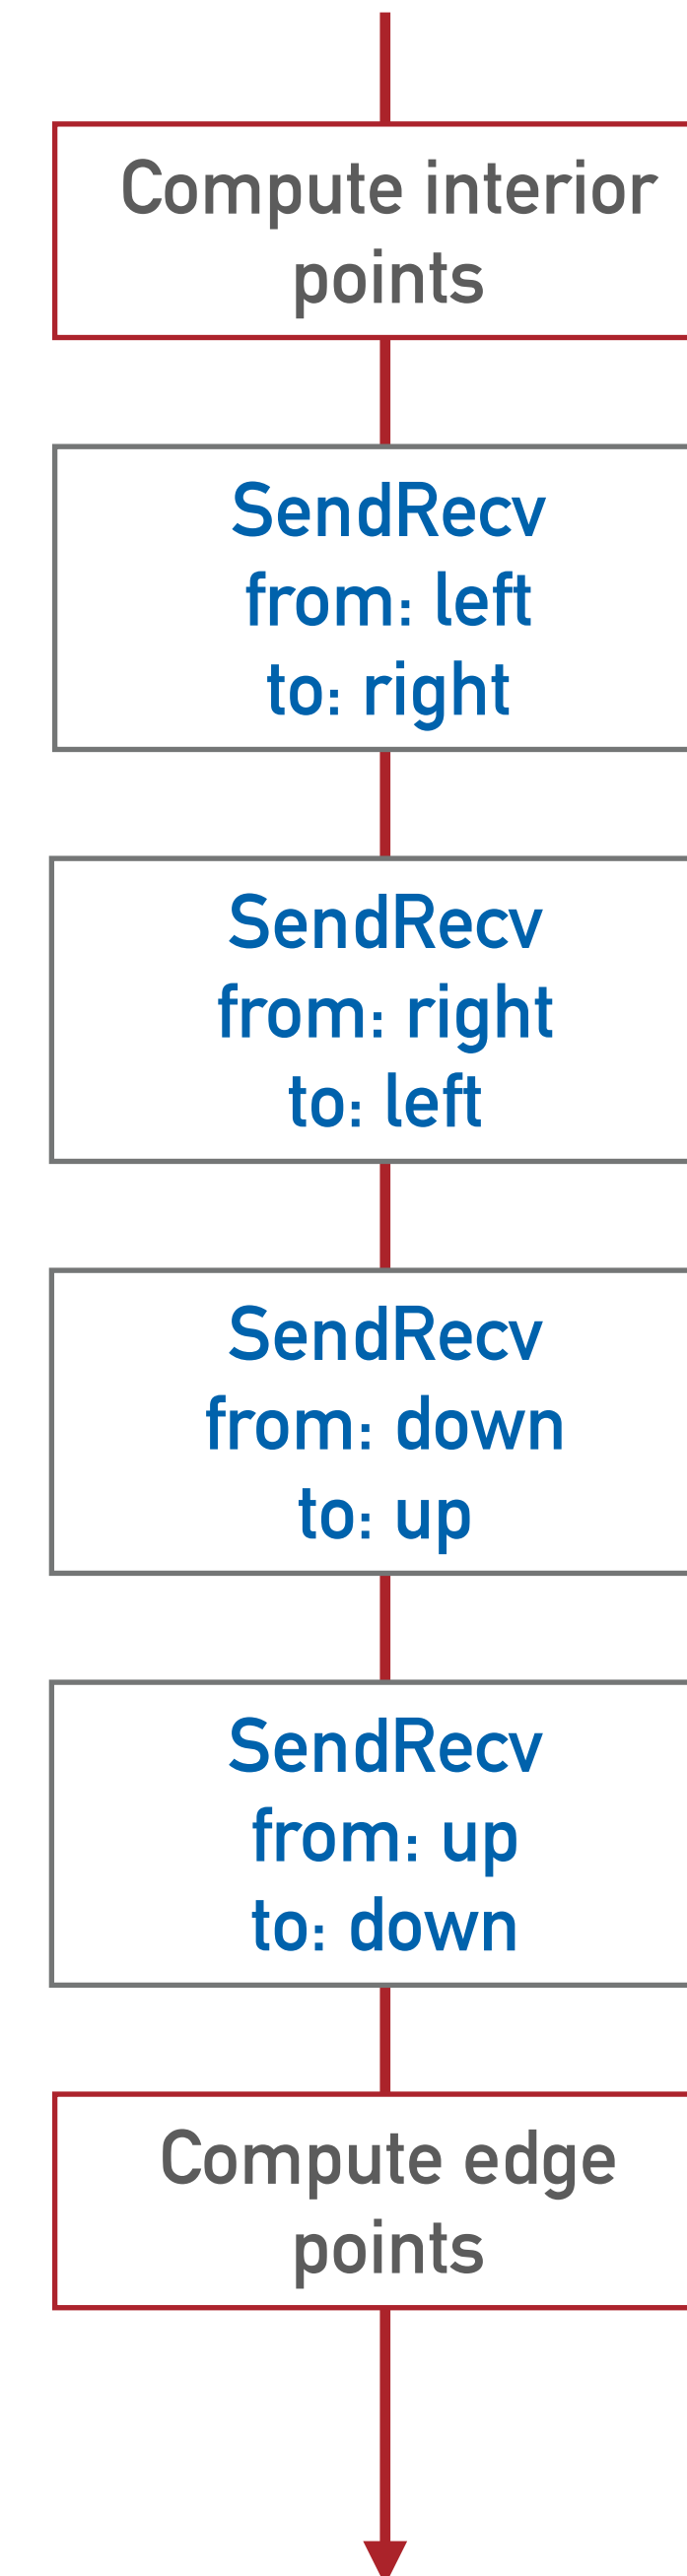 Compute interior
points
SendRecv
from: left
to: right
SendRecv
from: right
to: left
SendRecv
from: down
to: up
SendRecv
from: up
to: down
Compute edge
points